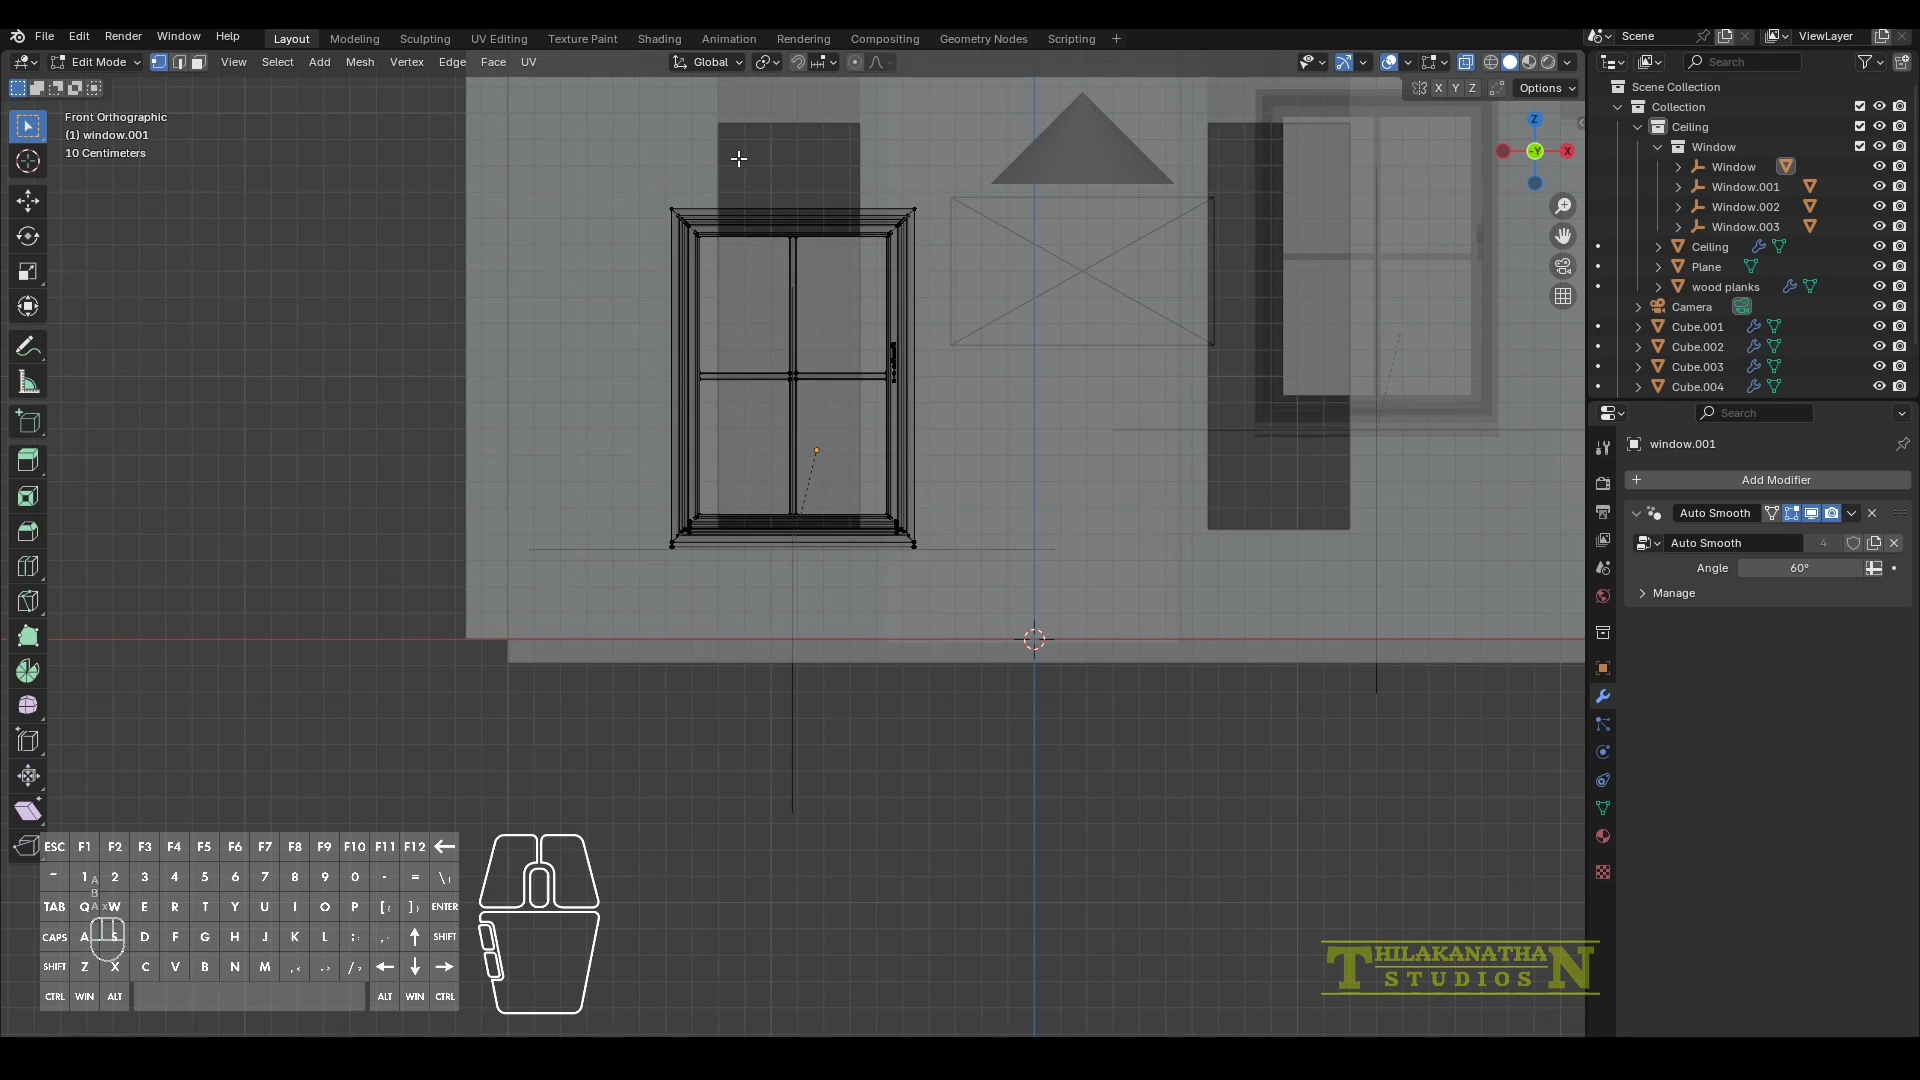 File Edit Render Window Help
Layout Modeling Sculpting UV Editing Texture Paint Shading Animation Rendering Compositing Geometry Nodes Scripting +
Scene
ViewLayer
Edit Mode
View Select Add Mesh Vertex Edge Face UV
Global
X Y Z
Options
Front Orthographic
(1) window.001
10 Centimeters
Z
-Y
X
Search
Scene Collection
Collection
Ceiling
Window
Window
Window.001
Window.002
Window.003
Ceiling
Plane
wood planks
Camera
Cube.001
Cube.002
Cube.003
Cube.004
Search
window.001
Add Modifier
Auto Smooth
Auto Smooth 4
Angle 60°
Manage
ESC F1 F2 F3 F4 F5 F6 F7 F8 F9 F10 F11 F12
~ 1 2 3 4 5 6 7 8 9 0 - = \
TAB Q W E R T Y U I O P [ ] ENTER
CAPS A S D F G H J K L SHIFT
SHIFT Z X C V B N M
CTRL WIN ALT ALT WIN CTRL
THILAKANATHAN
STUDIOS